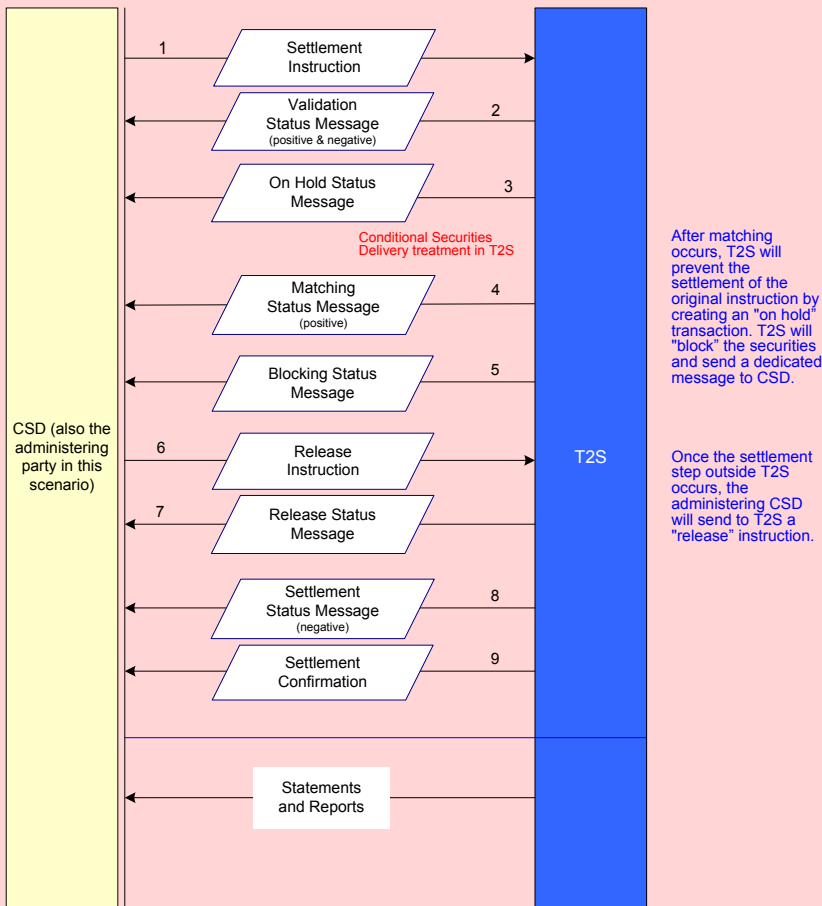 1
Settlement
Instruction
Validation
Status Message
(positive & negative)
2
On Hold Status
Message
3
Conditional Securities
Delivery treatment in T2S
Matching
Status Message
(positive)
4
Blocking Status
Message
5
CSD (also the
administering
party in this
scenario)
6
Release
Instruction
7
Release Status
Message
Settlement
Status Message
(negative)
8
Settlement
Confirmation
9
Statements
and Reports
T2S
After matching
occurs, T2S will
prevent the
settlement of the
original instruction by
creating an "on hold”
transaction. T2S will
"block” the securities
and send a dedicated
message to CSD.
Once the settlement
step outside T2S
occurs, the
administering CSD
will send to T2S a
"release” instruction.